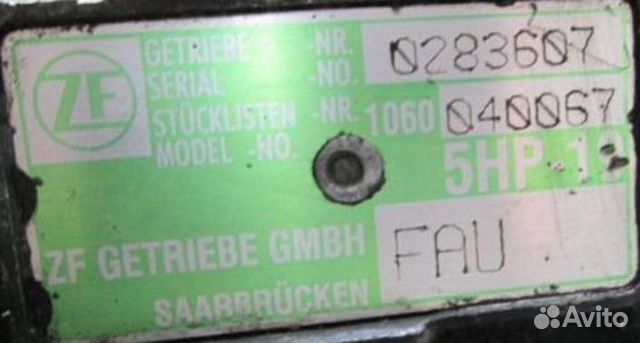 ZF
GETRIEBE -NR. 0283607
SERIAL -NO.
STÜCKLISTEN -NR. 1060 040067
MODEL -NO.
5HP
ZF GETRIEBE GMBH FAU
SAARBRÜCKEN
Avito